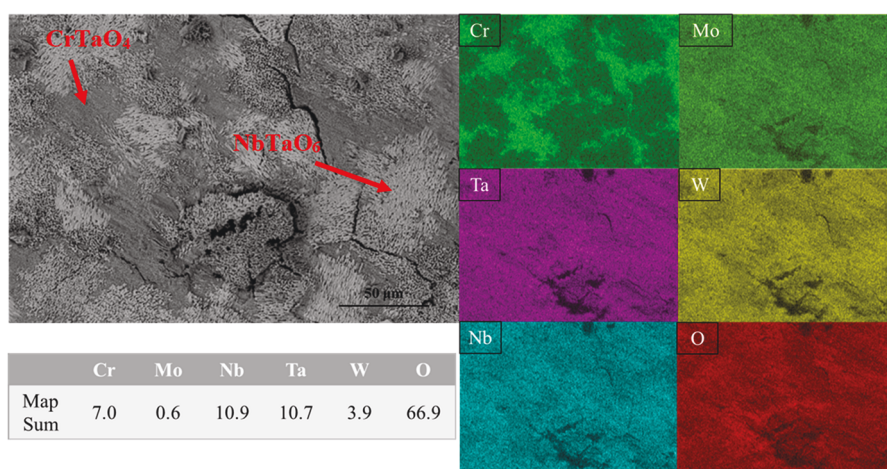 CrTaO₄
NbTaO₆
50 µm
Cr
Mo
Ta
W
Nb
O
Cr Mo Nb Ta W O
Map Sum 7.0 0.6 10.9 10.7 3.9 66.9